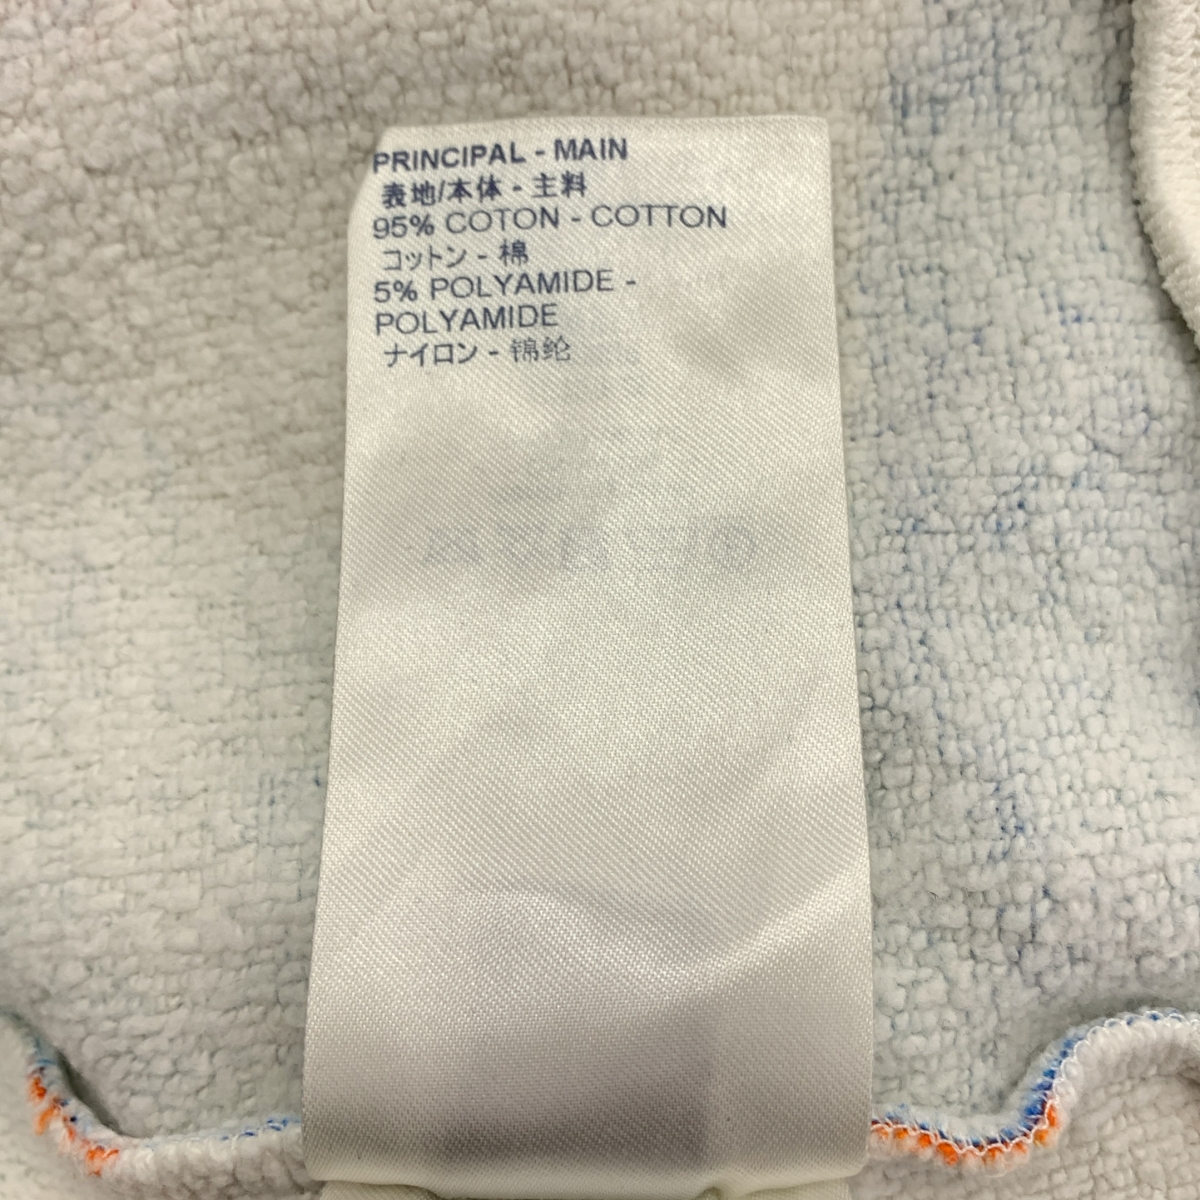 PRINCIPAL - MAIN
表地/本体 - 主料
95% COTON - COTTON
コットン - 棉
5% POLYAMIDE -
POLYAMIDE
ナイロン - 锦纶